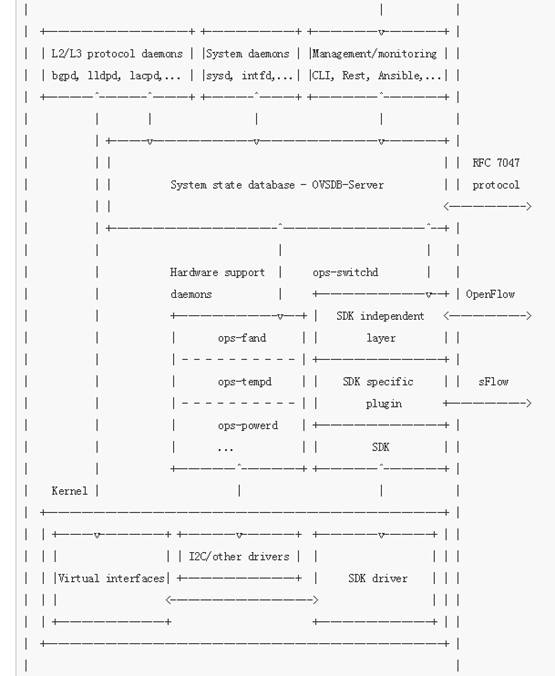 L2/L3 protocol daemons System daemons Management/monitoring
bgpd, lldpd, lacpd,... sysd, intfd,... CLI, Rest, Ansible,...
RFC 7047
System state database - OVSDB-Server protocol
Hardware support ops-switchd
daemons OpenFlow
SDK independent
ops-fand layer
ops-tempd SDK specific sFlow
plugin
ops-powerd
... SDK
Kernel
I2C/other drivers
Virtual interfaces SDK driver